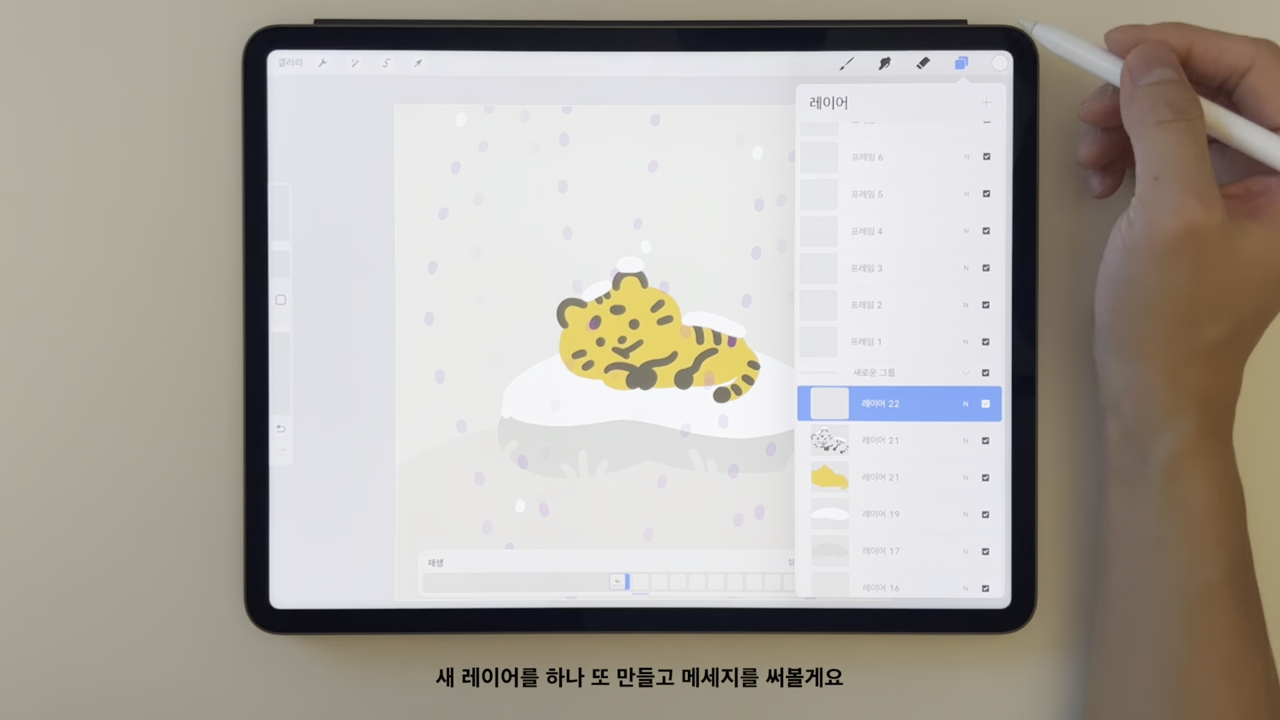 갤러리
레이어
프레임 6 N
프레임 5 N
프레임 4 N
프레임 3 N
프레임 2 N
프레임 1 N
새로운 그룹
레이어 22 N
레이어 21 N
레이어 21 N
레이어 19 N
레이어 17 N
레이어 16 N
재생
새 레이어를 하나 또 만들고 메세지를 써볼게요